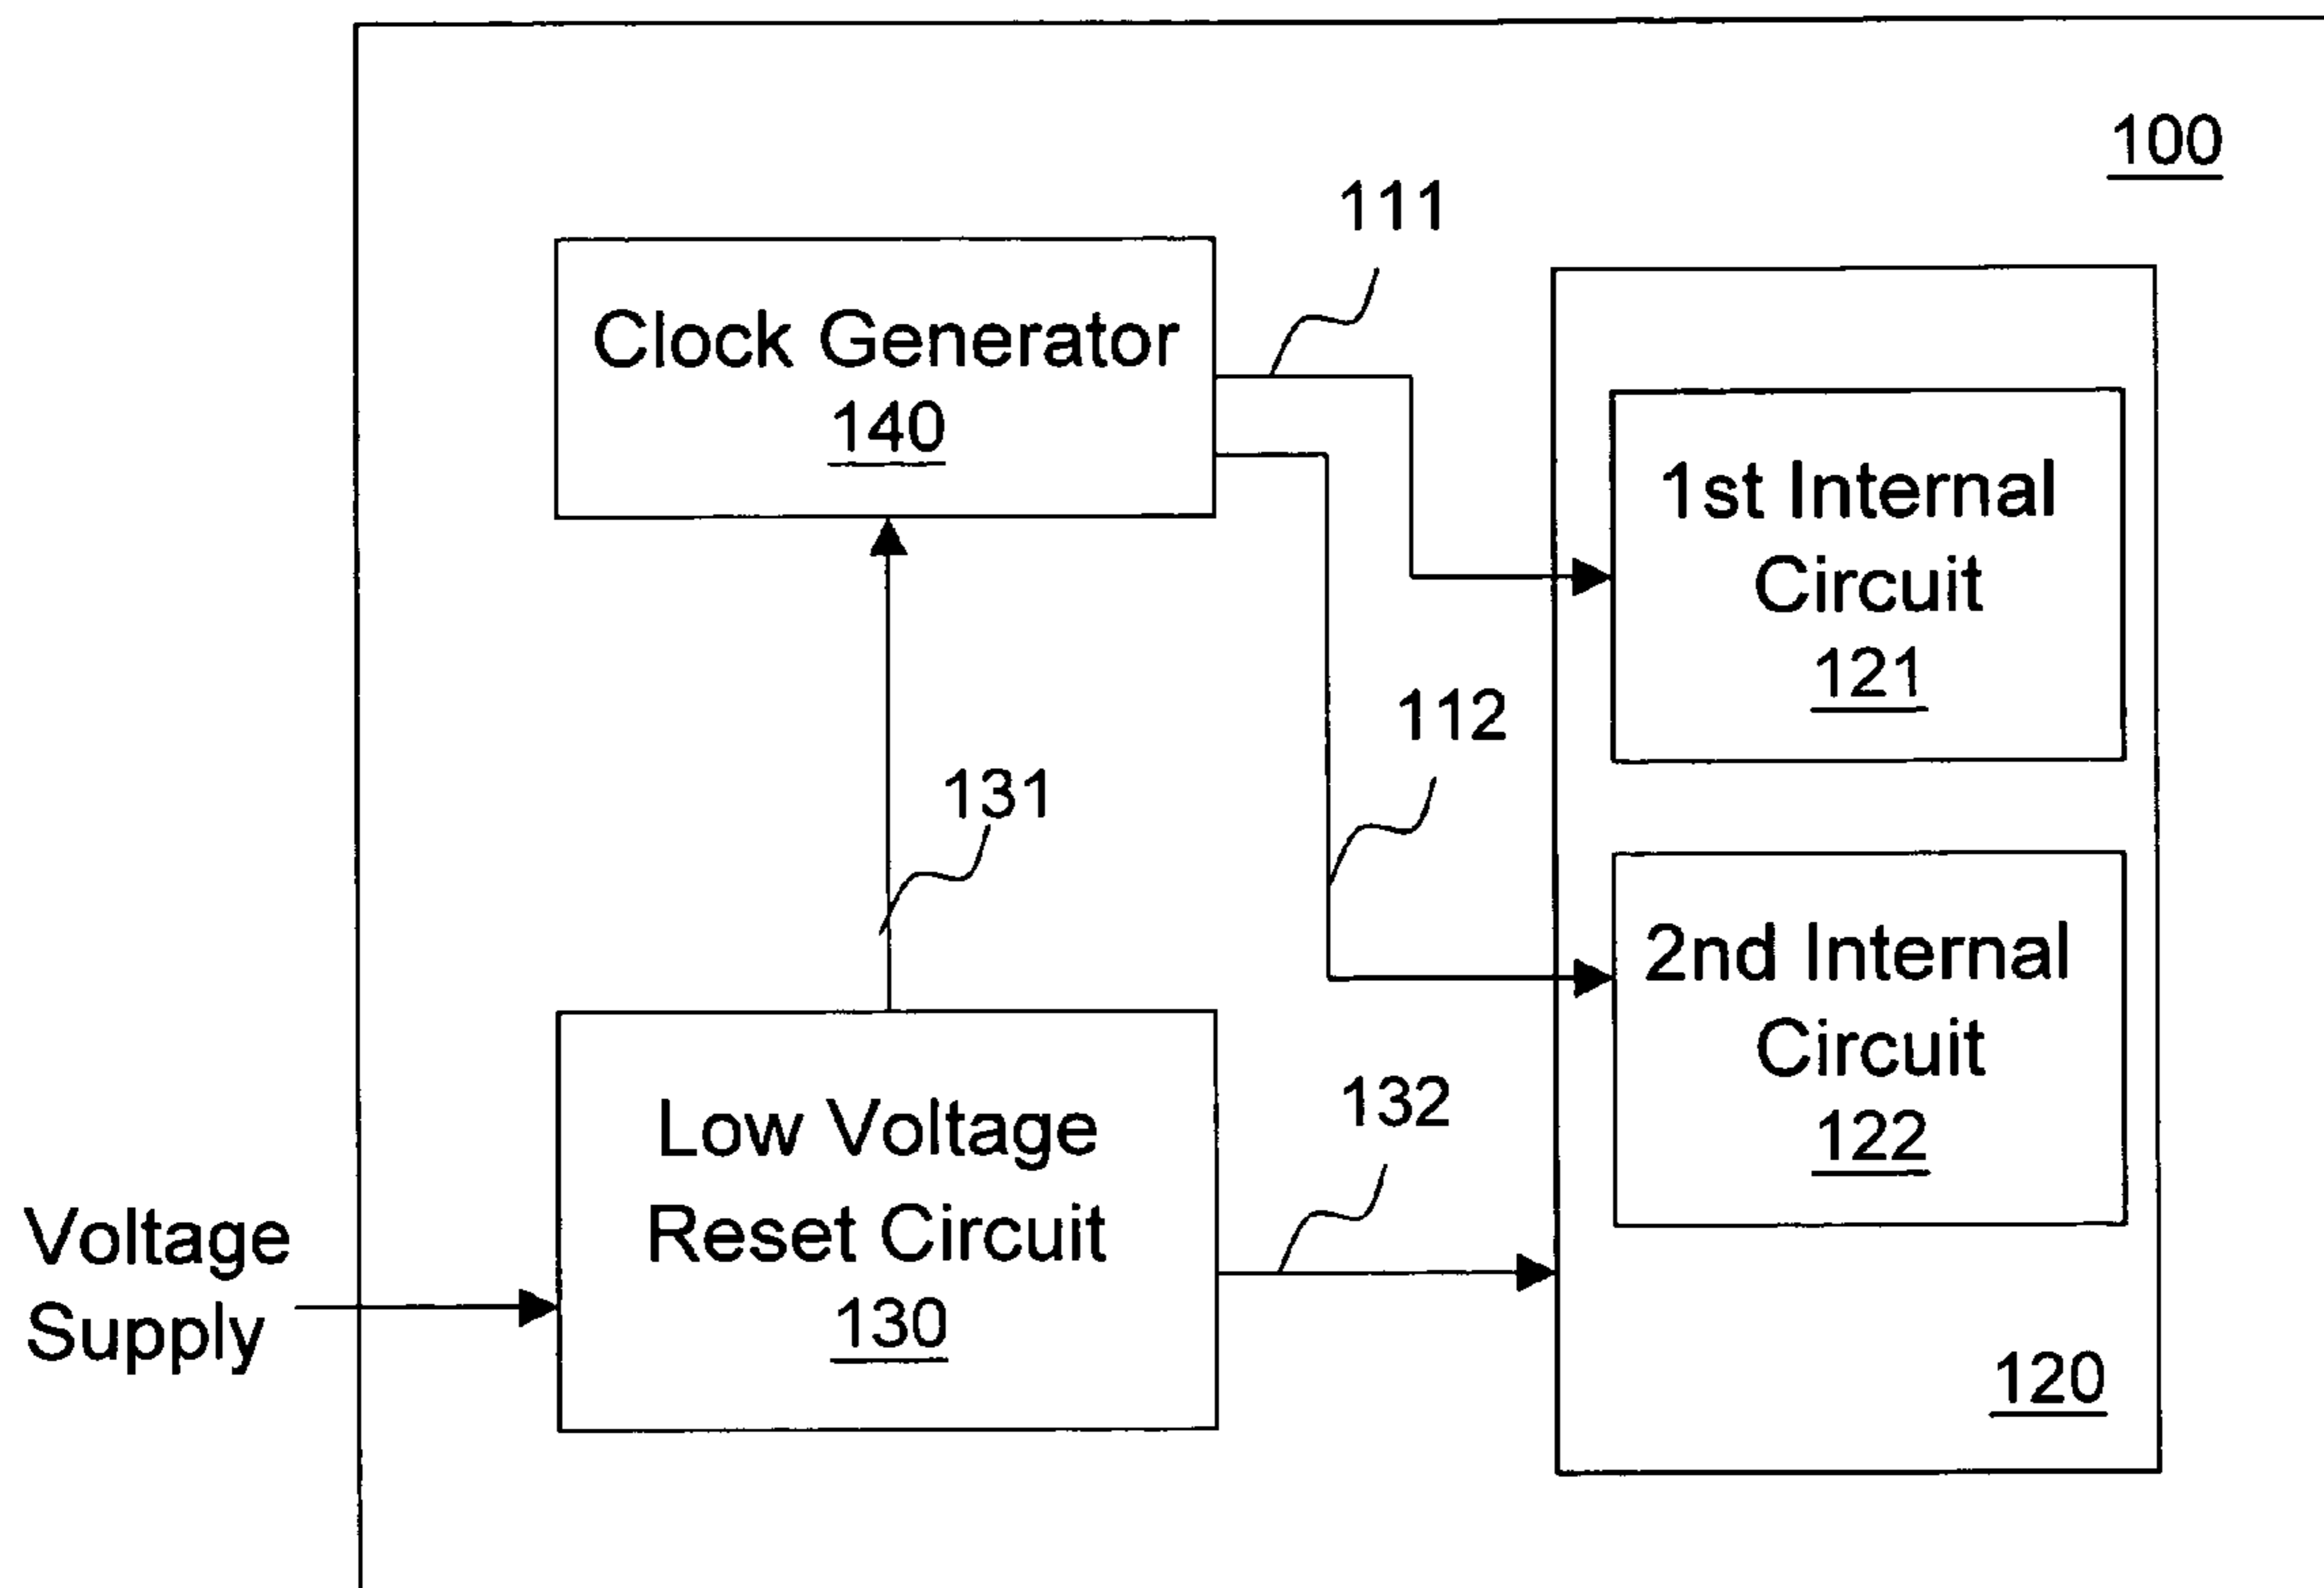 100
111
Clock Generator
140
1st Internal
Circuit
121
112
131
2nd Internal
Circuit
122
132
Low Voltage
Reset Circuit
130
Voltage
Supply
120